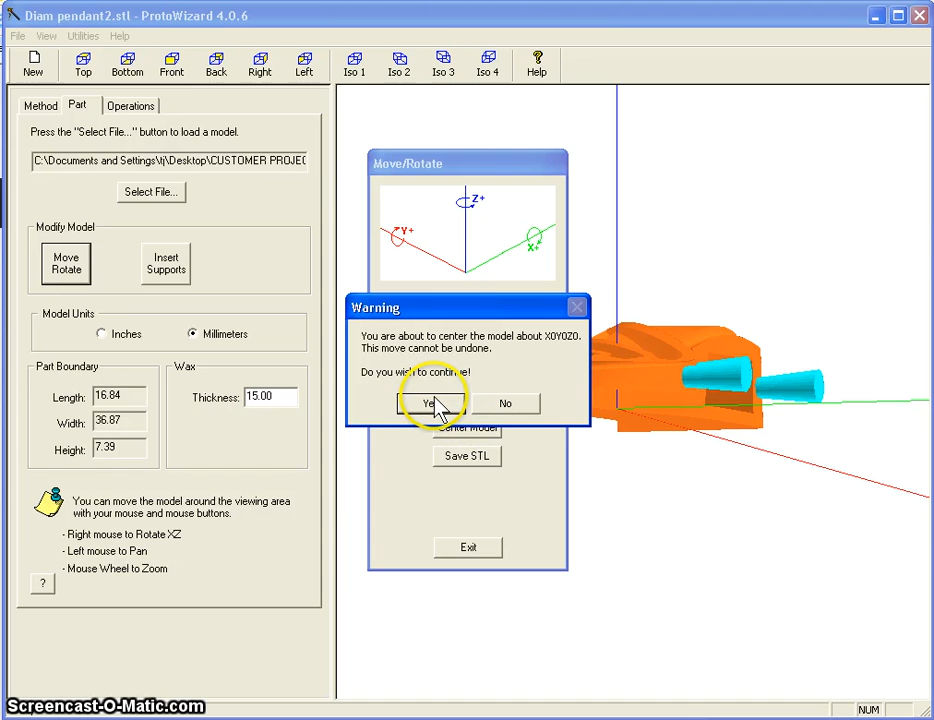 Diam pendant2.stl - ProtoWizard 4.0.6
File View Utilities Help
New Top Bottom Front Back Right Left Iso 1 Iso 2 Iso 3 Iso 4 Help
Method Part Operations
Press the "Select File..." button to load a model.
C:\Documents and Settings\tj\Desktop\CUSTOMER PROJEC
Select File...
Modify Model
Move
Rotate
Insert
Supports
Model Units
Inches Millimeters
Part Boundary
Length: 16.84
Width: 36.87
Height: 7.39
Wax
Thickness: 15.00
You can move the model around the viewing area
with your mouse and mouse buttons.
- Right mouse to Rotate XZ
- Left mouse to Pan
- Mouse Wheel to Zoom
?
Move/Rotate
Z+
Y+
X+
Warning
You are about to center the model about X0Y0Z0.
This move cannot be undone.
Do you wish to continue!
Yes No
Center Model
Save STL
Exit
Screencast-O-Matic.com
NUM